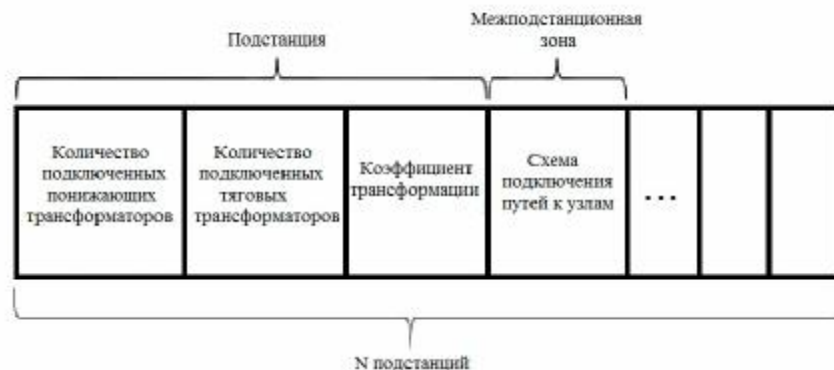 Межподстанционная
зона
Подстанция
Количество
подключенных
понижающих
трансформаторов
Количество
подключенных
тяговых
трансформаторов
Коэффициент
трансформации
Схема
подключения
путей к узлам
...
N подстанций